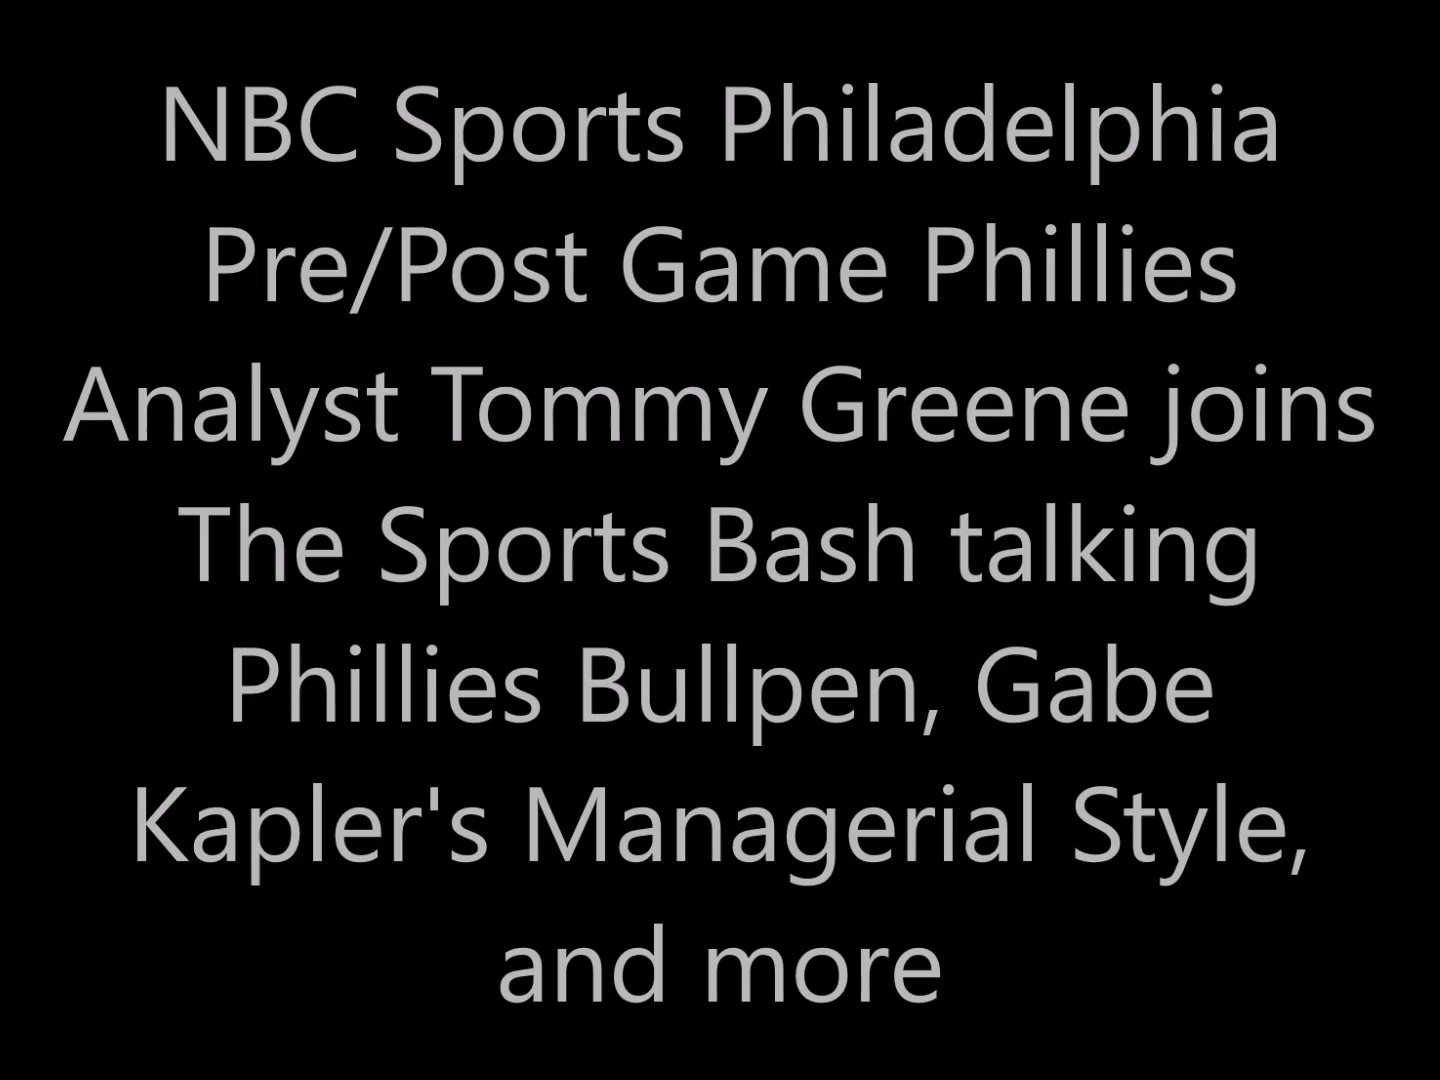 NBC Sports Philadelphia
Pre/Post Game Phillies
Analyst Tommy Greene joins
The Sports Bash talking
Phillies Bullpen, Gabe
Kapler's Managerial Style,
and more